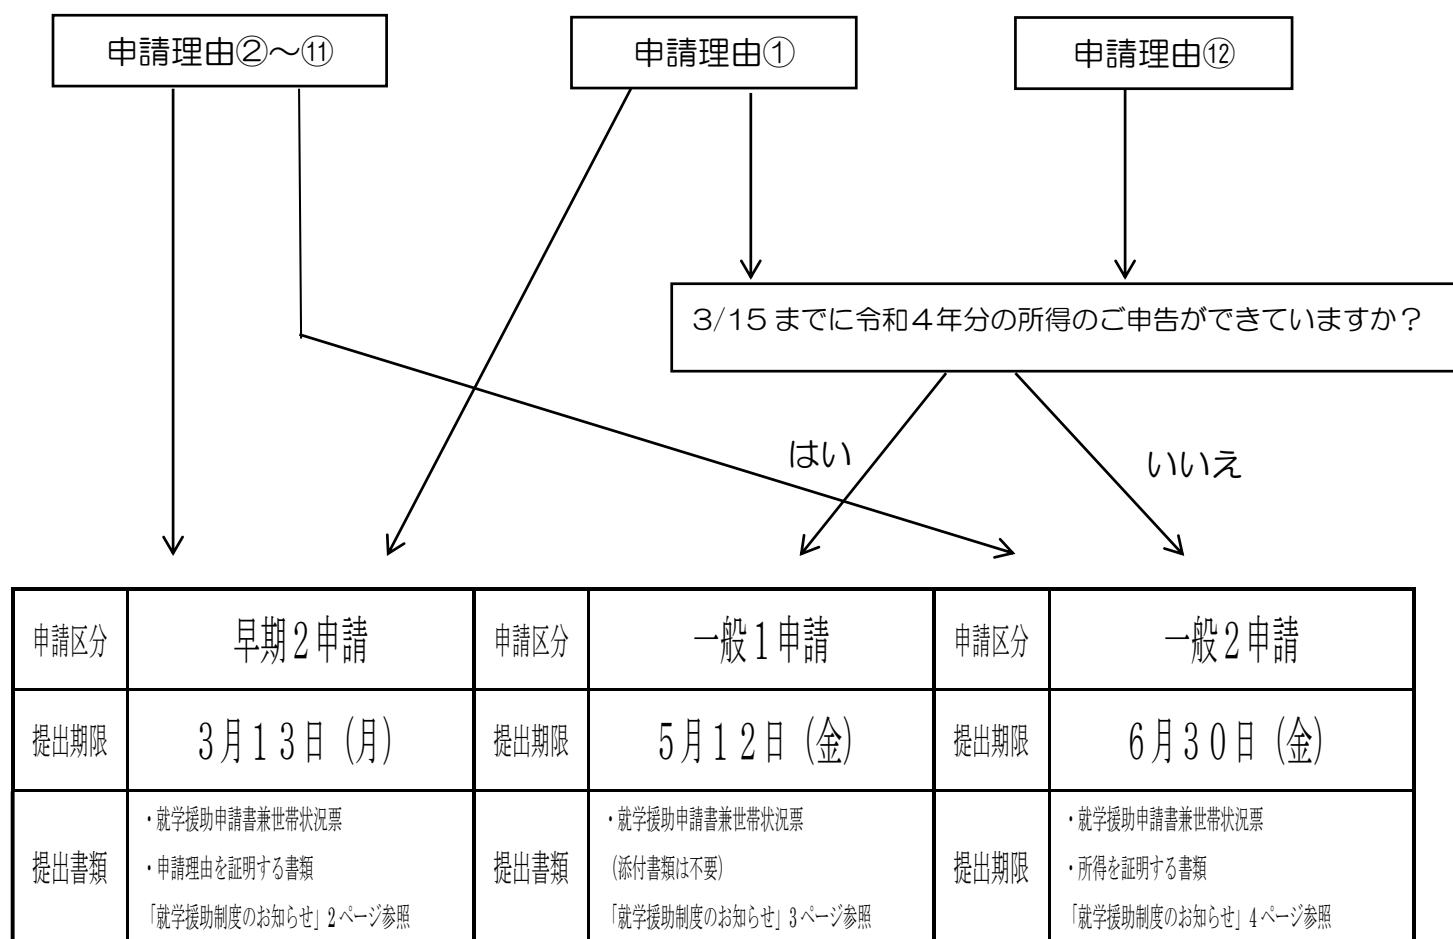 申請理由②～⑪
申請理由①
申請理由⑫
3/15までに令和４年分の所得のご申告ができていますか？
はい
いいえ
申請区分
早期２申請
申請区分
一般１申請
申請区分
一般２申請
提出期限
３月１３日（月）
提出期限
５月１２日（金）
提出期限
６月３０日（金）
提出書類
・就学援助申請書兼世帯状況票
・申請理由を証明する書類
「就学援助制度のお知らせ」２ページ参照
提出書類
・就学援助申請書兼世帯状況票
（添付書類は不要）
「就学援助制度のお知らせ」３ページ参照
提出期限
・就学援助申請書兼世帯状況票
・所得を証明する書類
「就学援助制度のお知らせ」４ページ参照